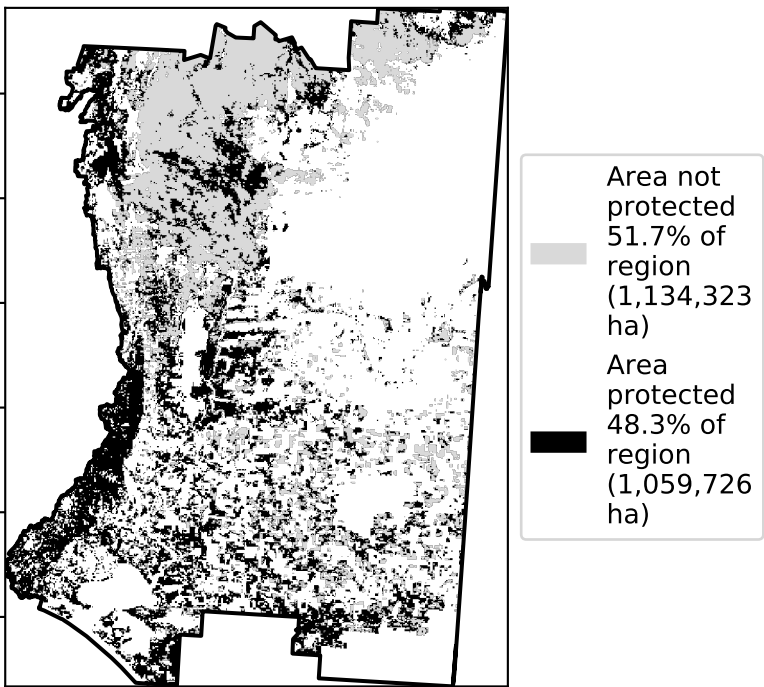 Area not
protected
51.7% of
region
(1,134,323
ha)
Area
protected
48.3% of
region
(1,059,726
ha)